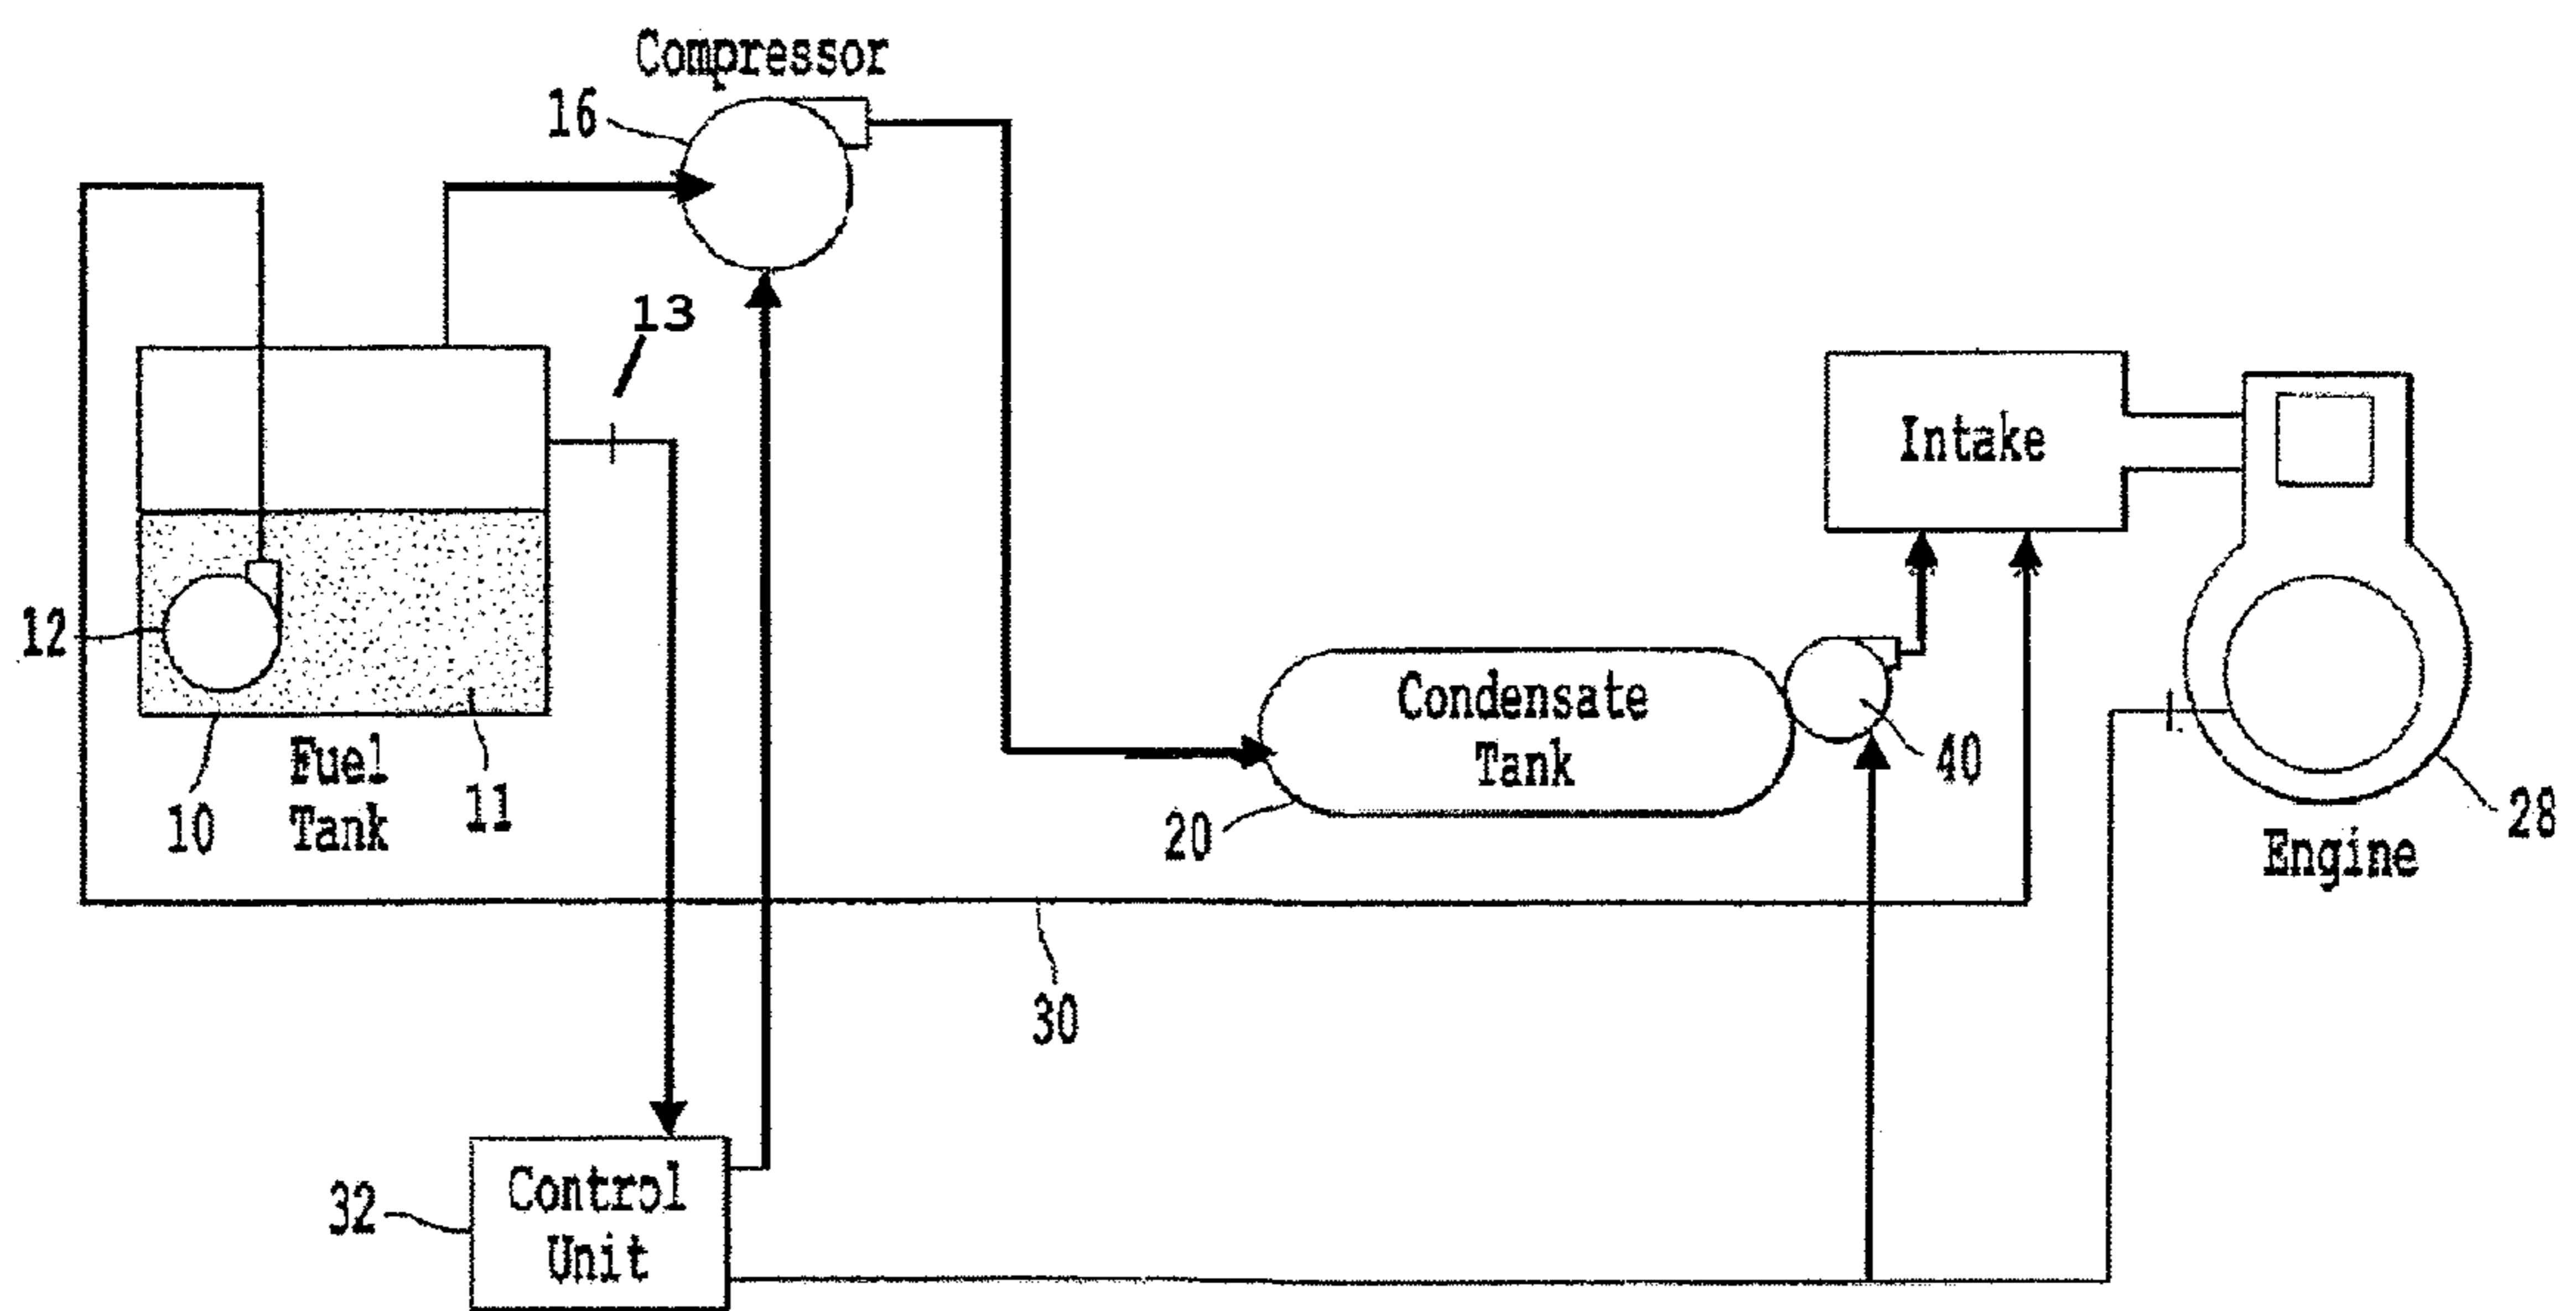 Compressor
16
13
Intake
12
Condensate
Tank
40
Fuel
Tank
10
11
20
28
Engine
30
32
Control
Unit